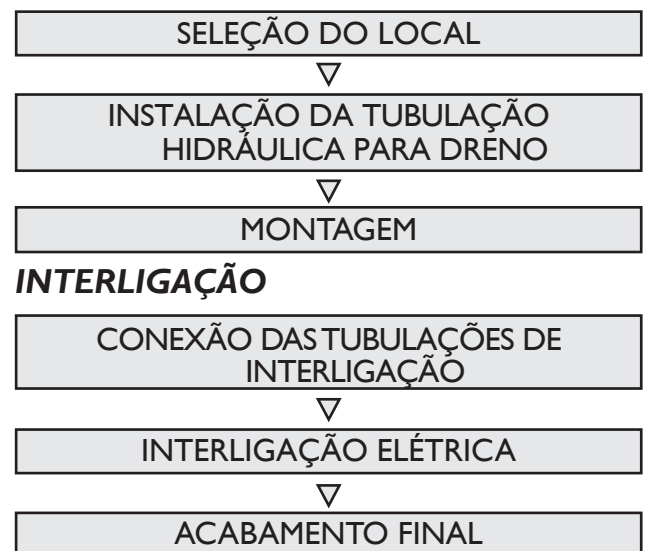 SELEÇÃO DO LOCAL
INSTALAÇÃO DA TUBULAÇÃO
HIDRÁULICA PARA DRENO
MONTAGEM
INTERLIGAÇÃO
CONEXÃO DAS TUBULAÇÕES DE
INTERLIGAÇÃO
INTERLIGAÇÃO ELÉTRICA
ACABAMENTO FINAL